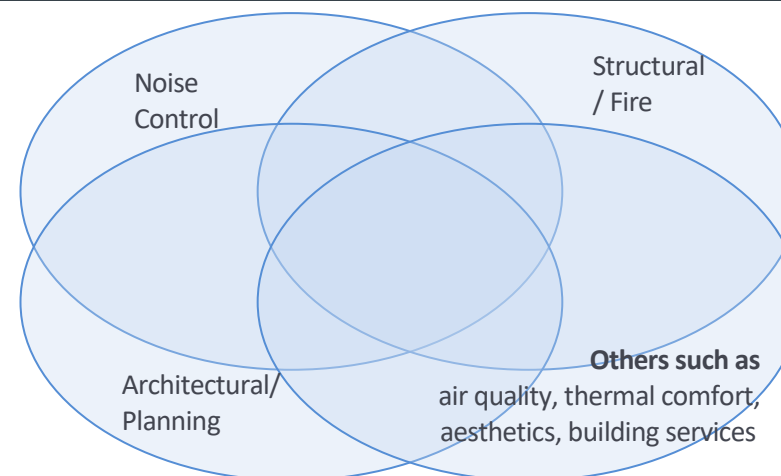 Noise
Control
Structural
/ Fire
Architectural/
Planning
Others such as
air quality, thermal comfort,
aesthetics, building services